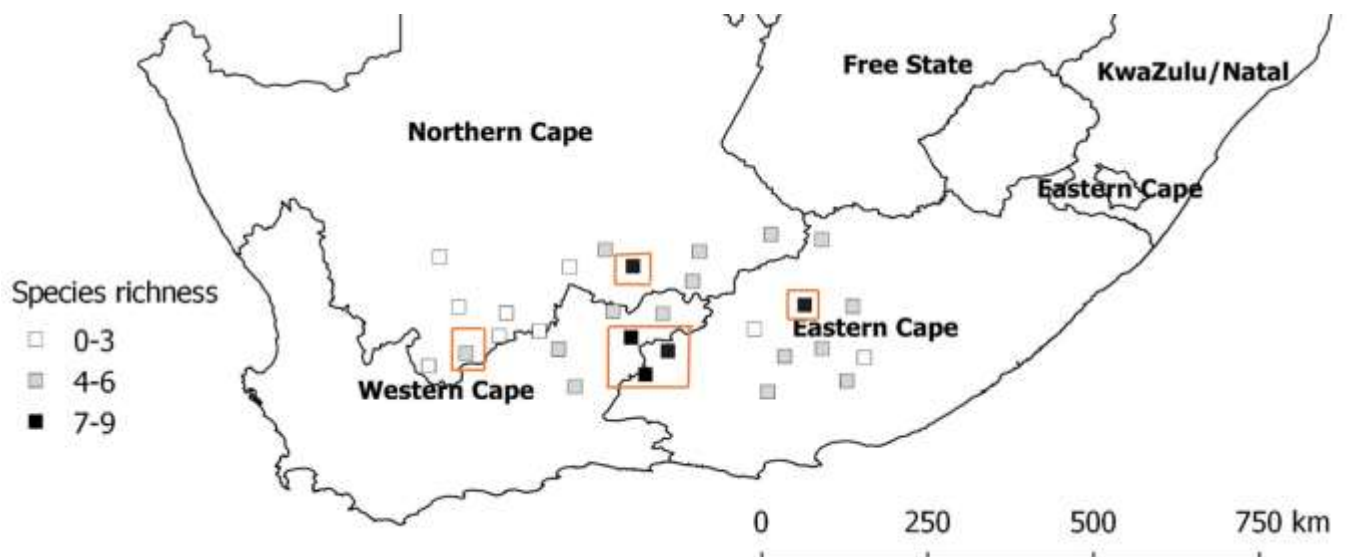 Free State
KwaZulu/Natal
Northern Cape
Eastern Cape
Species richness
0-3
4-6
7-9
Eastern Cape
Western Cape
0 250 500 750 km